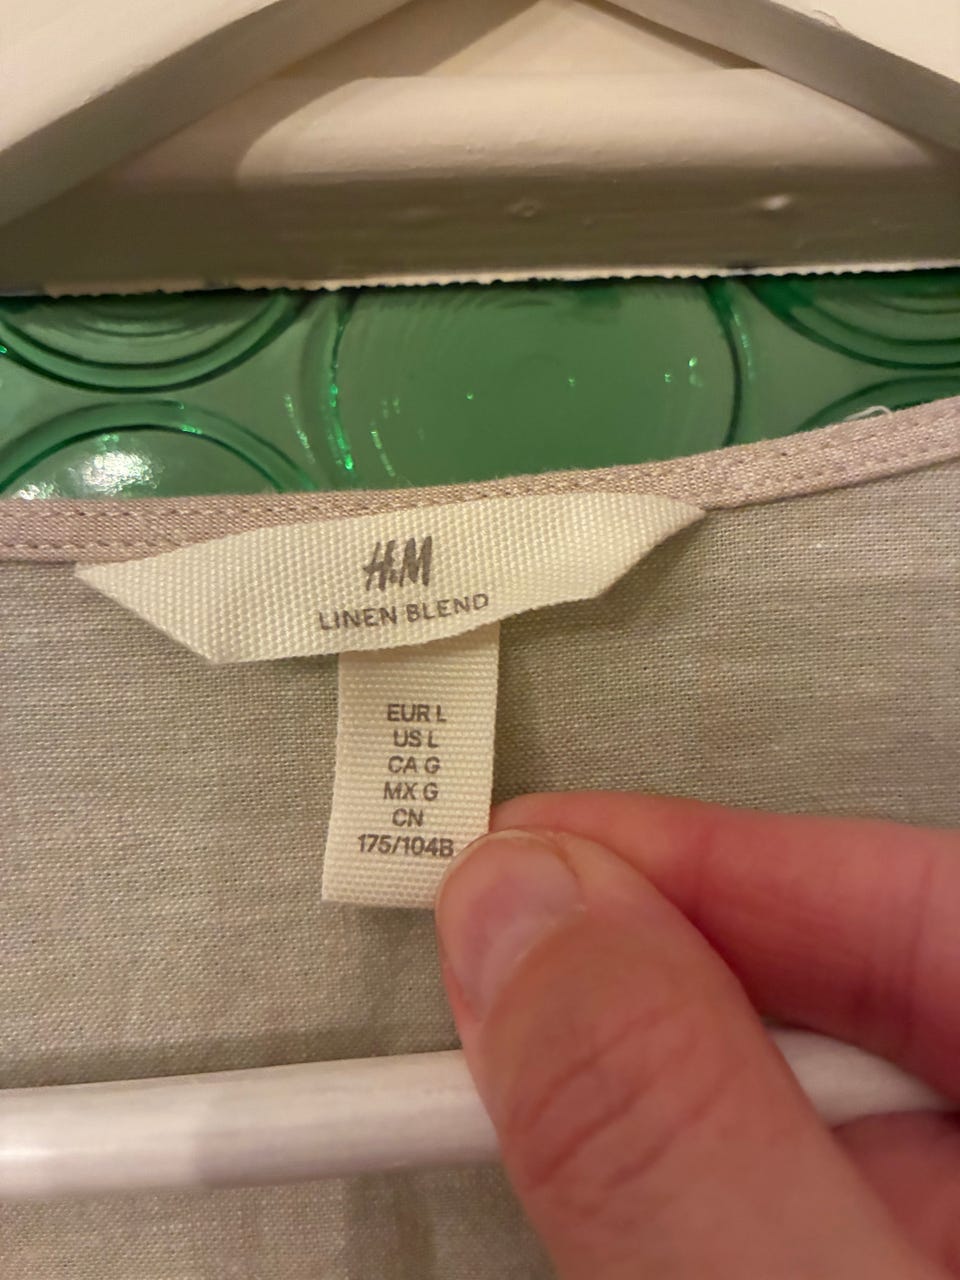 H&M
LINEN BLEND
EUR L
US L
CA G
MX G
CN
175/104B